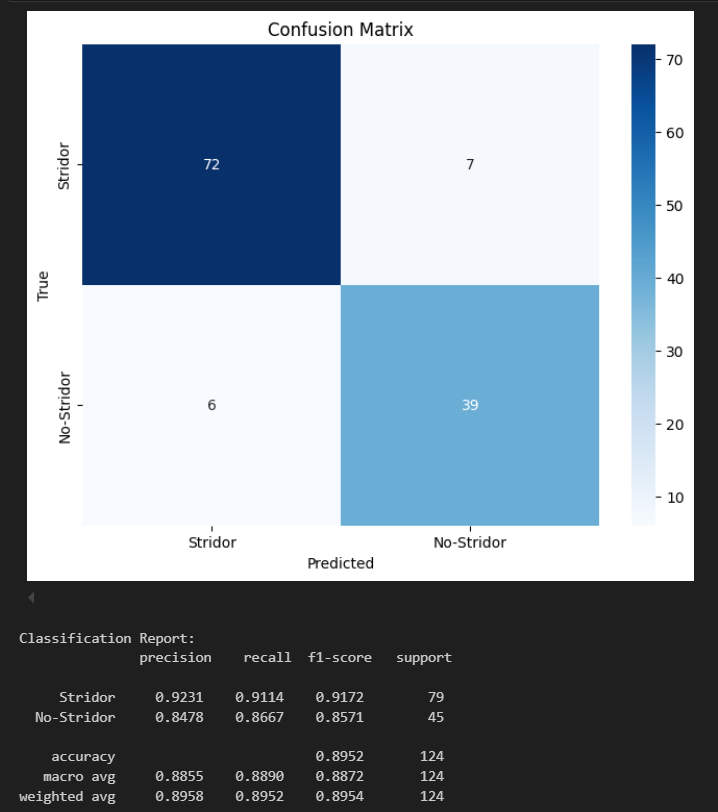 Confusion Matrix
Stridor 72 7
No-Stridor 6 39
True
Stridor No-Stridor
Predicted
70
60
50
40
30
20
10
Classification Report:
precision recall f1-score support
Stridor 0.9231 0.9114 0.9172 79
No-Stridor 0.8478 0.8667 0.8571 45
accuracy 0.8952 124
macro avg 0.8855 0.8890 0.8872 124
weighted avg 0.8958 0.8952 0.8954 124